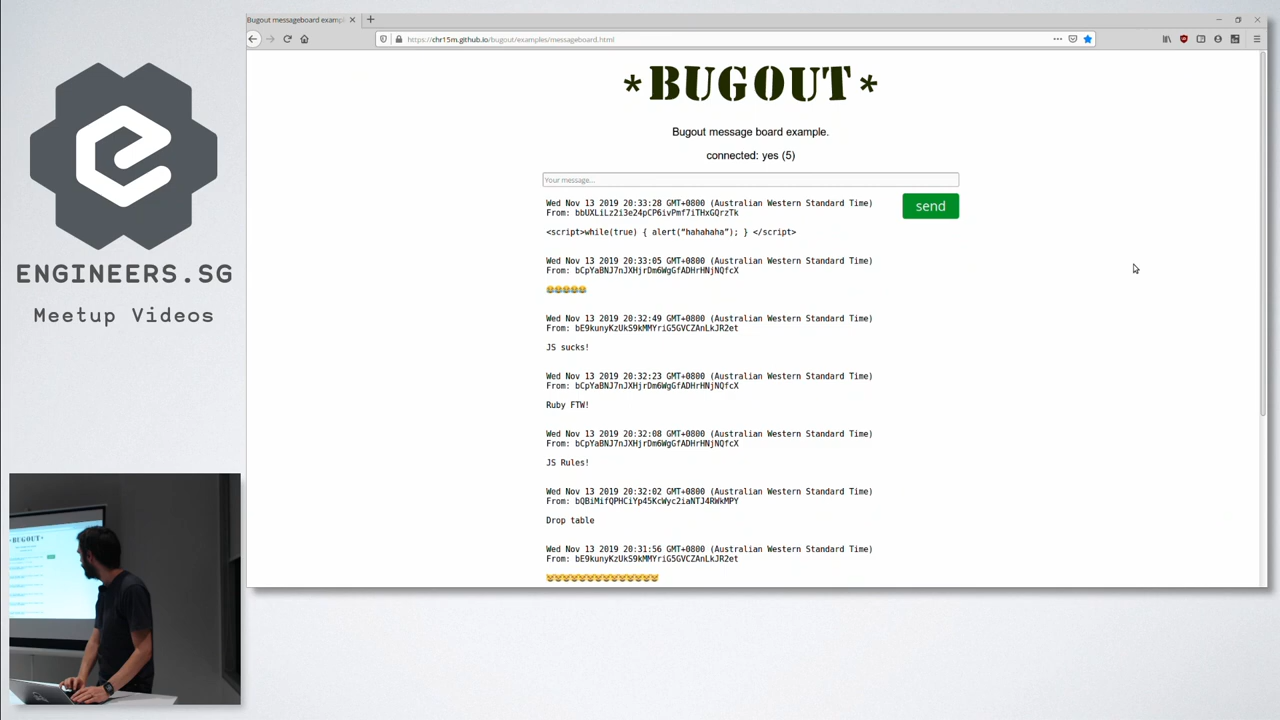 Bugout messageboard examp
https://chr15m.github.io/bugout/examples/messageboard.html
*BUGOUT*
Bugout message board example.
connected: yes (5)
Your message...
send
Wed Nov 13 2019 20:33:28 GMT+0800 (Australian Western Standard Time)
From: bbUXLiLz2i3e24pCP6ivPmf7iTHxGQrzTk
<script>while(true) { alert(“hahahaha”); } </script>
Wed Nov 13 2019 20:33:05 GMT+0800 (Australian Western Standard Time)
From: bCpYaBNJ7nJXHjrDm6WgGfADHrHNjNQfcX
😂😂😂😂😂
Wed Nov 13 2019 20:32:49 GMT+0800 (Australian Western Standard Time)
From: bE9kunyKzUkS9kMMYriG5GVCZAnLkJR2et
JS sucks!
Wed Nov 13 2019 20:32:23 GMT+0800 (Australian Western Standard Time)
From: bCpYaBNJ7nJXHjrDm6WgGfADHrHNjNQfcX
Ruby FTW!
Wed Nov 13 2019 20:32:08 GMT+0800 (Australian Western Standard Time)
From: bCpYaBNJ7nJXHjrDm6WgGfADHrHNjNQfcX
JS Rules!
Wed Nov 13 2019 20:32:02 GMT+0800 (Australian Western Standard Time)
From: bQBiMifQPHCiYp45KcWyc2iaNTJ4RWkMPY
Drop table
Wed Nov 13 2019 20:31:56 GMT+0800 (Australian Western Standard Time)
From: bE9kunyKzUkS9kMMYriG5GVCZAnLkJR2et
ENGINEERS.SG
Meetup Videos
*BUGOUT*